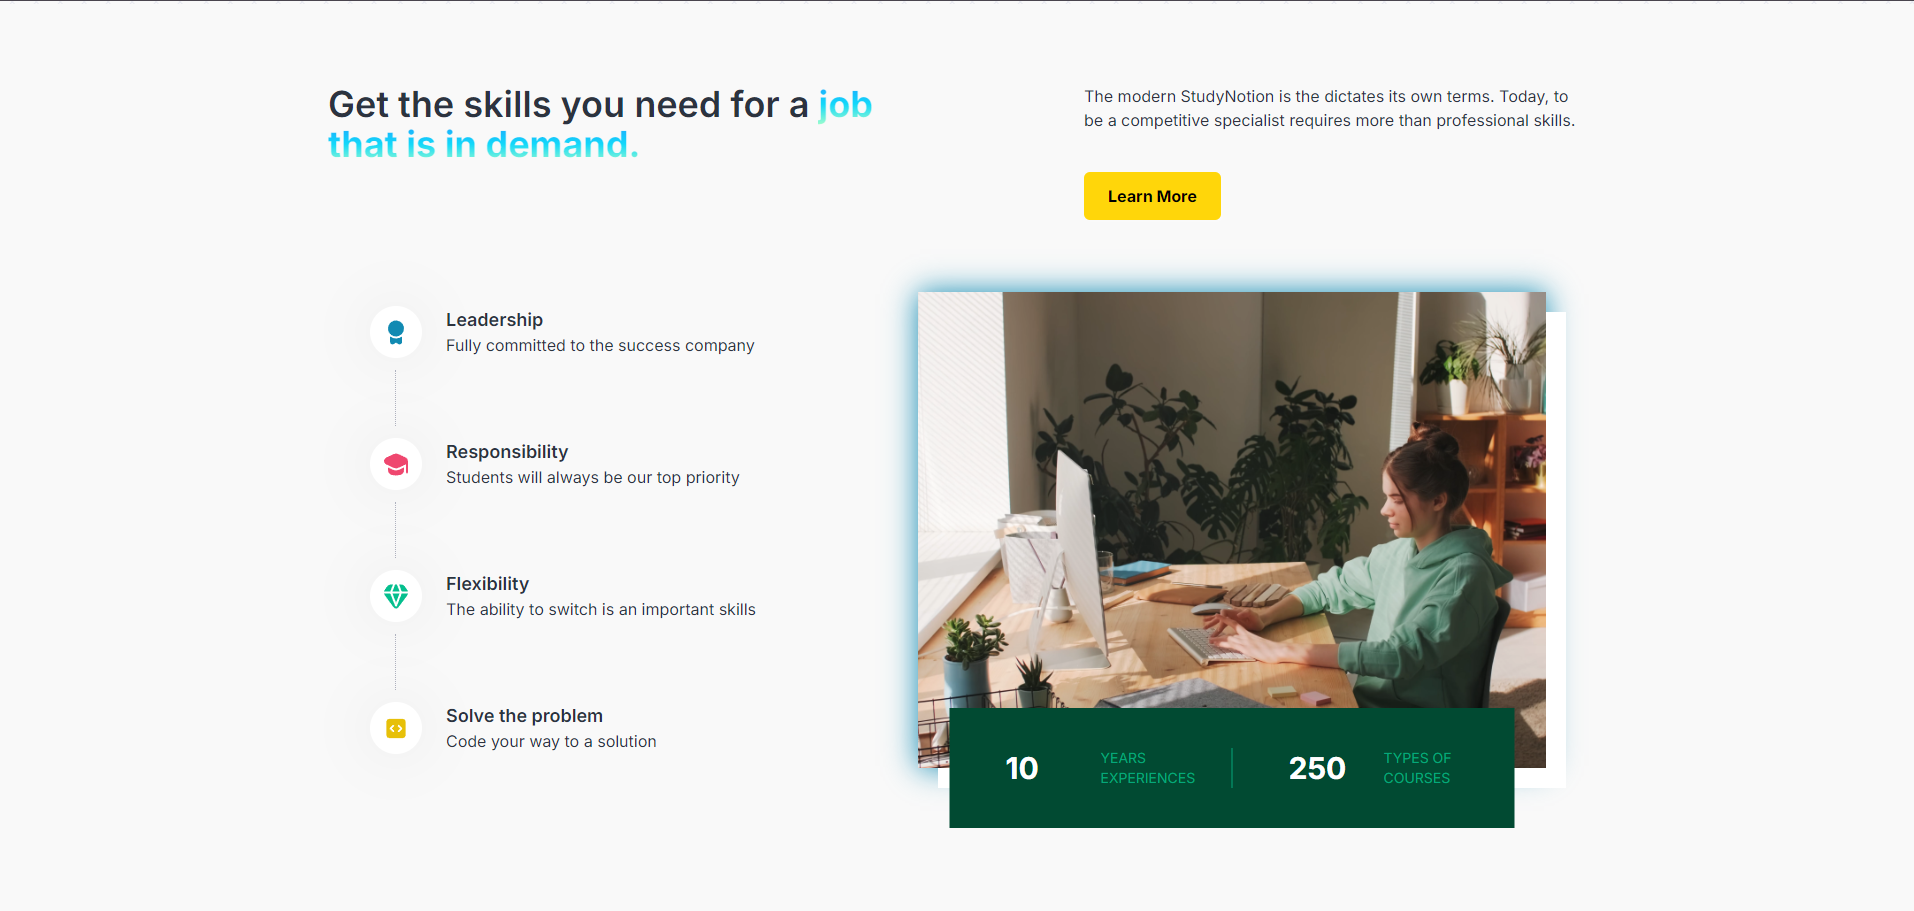 Get the skills you need for a job
that is in demand.
The modern StudyNotion is the dictates its own terms. Today, to
be a competitive specialist requires more than professional skills.
Learn More
Leadership
Fully committed to the success company
Responsibility
Students will always be our top priority
Flexibility
The ability to switch is an important skills
Solve the problem
Code your way to a solution
10
YEARS
EXPERIENCES
250
TYPES OF
COURSES